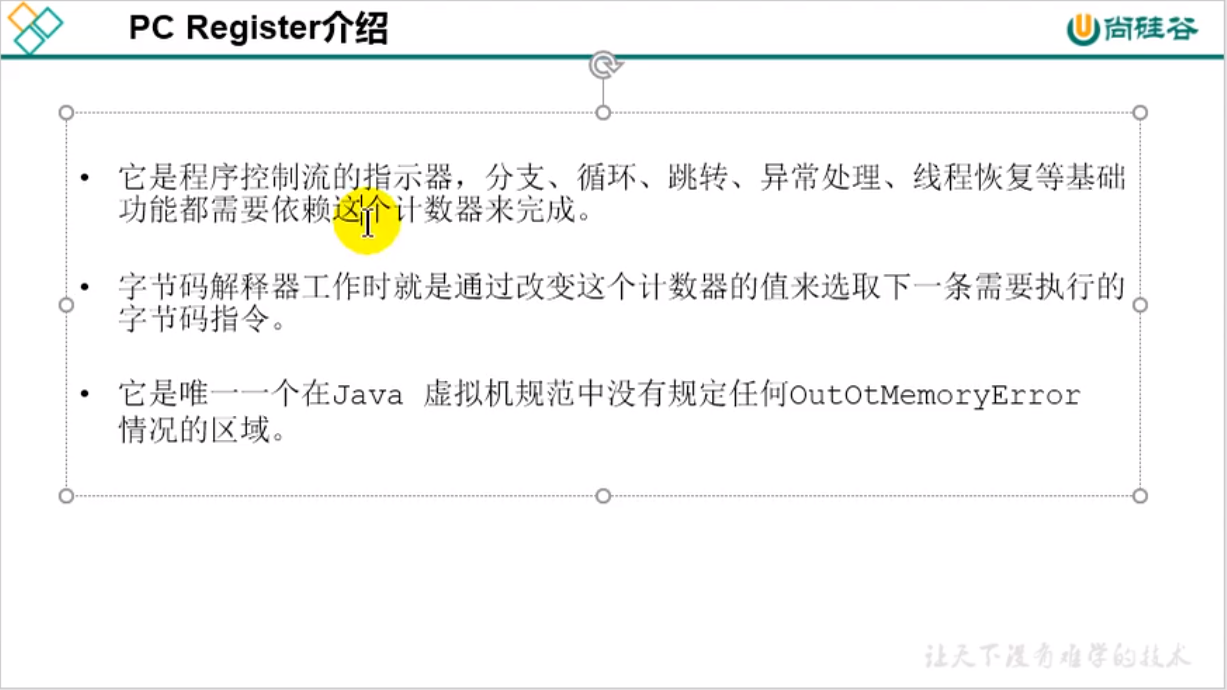 PC Register介绍
尚硅谷
• 它是程序控制流的指示器，分支、循环、跳转、异常处理、线程恢复等基础
功能都需要依赖这个计数器来完成。
• 字节码解释器工作时就是通过改变这个计数器的值来选取下一条需要执行的
字节码指令。
• 它是唯一一个在Java 虚拟机规范中没有规定任何OutOtMemoryError
情况的区域。
让天下没有难学的技术